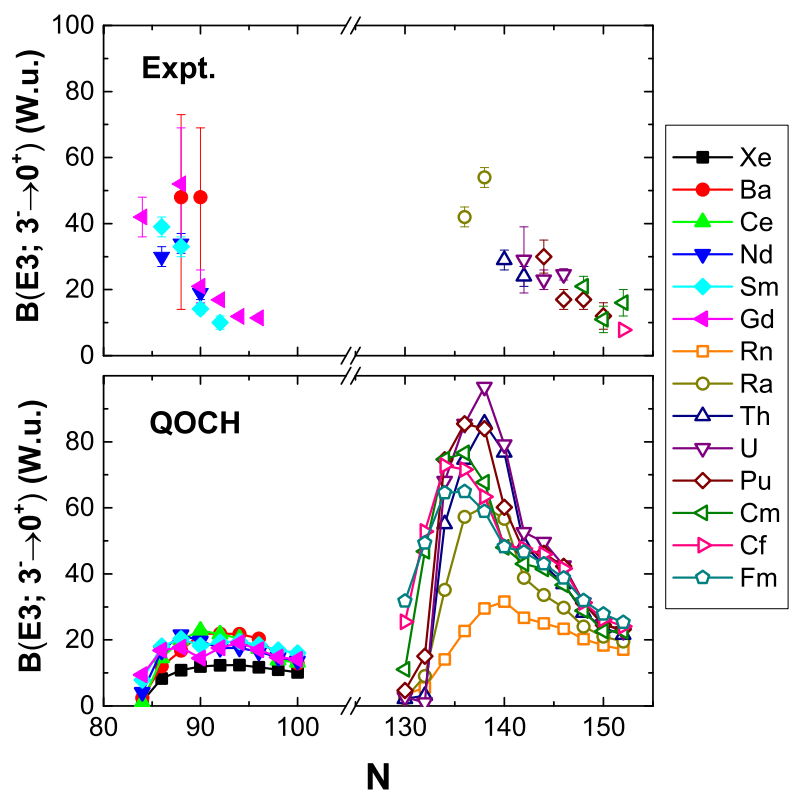 B(E3; 3⁻→0⁺) (W.u.)
100
80
60
40
20
0
Expt.
B(E3; 3⁻→0⁺) (W.u.)
80
60
40
20
0
QOCH
80 90 100 130 140 150
N
Xe
Ba
Ce
Nd
Sm
Gd
Rn
Ra
Th
U
Pu
Cm
Cf
Fm